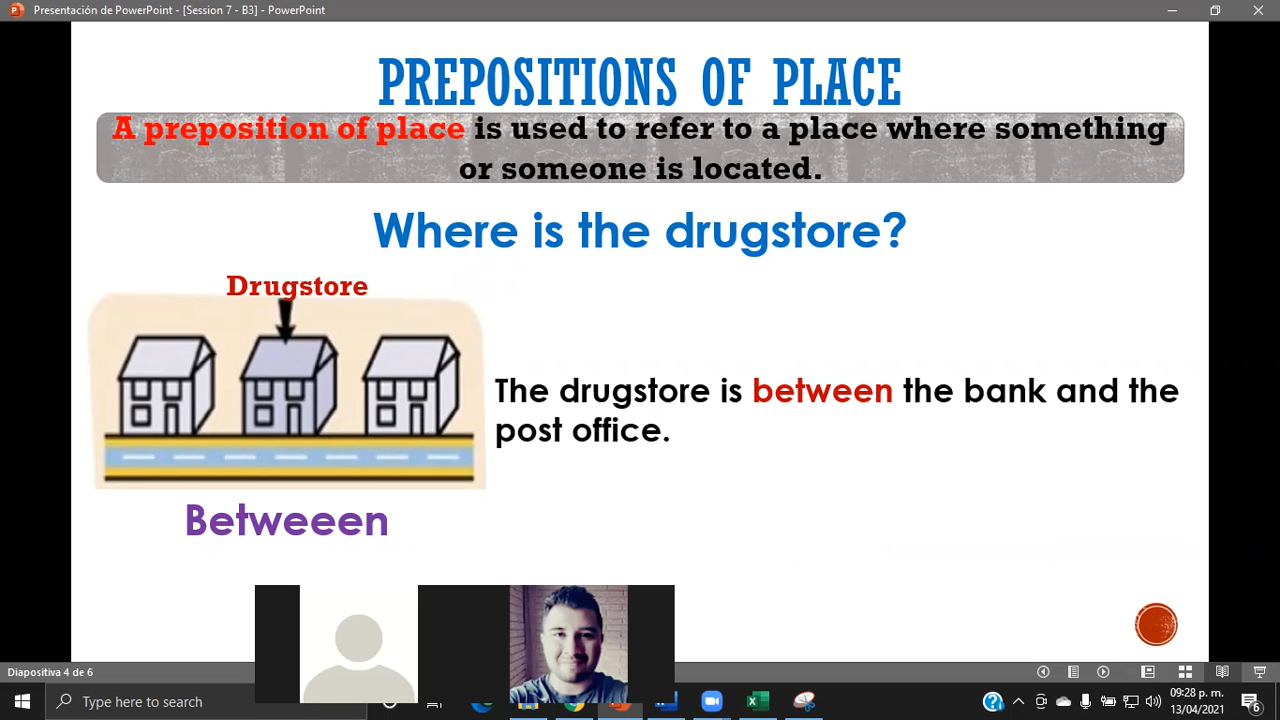 Presentación de PowerPoint - [Session 7 - B3] - PowerPoint
PREPOSITIONS OF PLACE
A preposition of place is used to refer to a place where something
or someone is located.
Where is the drugstore?
Drugstore
The drugstore is between the bank and the
post office.
Betweeen
Diapositiva 4 de 6
Type here to search
09:28 p. m.
13/04/2021
6